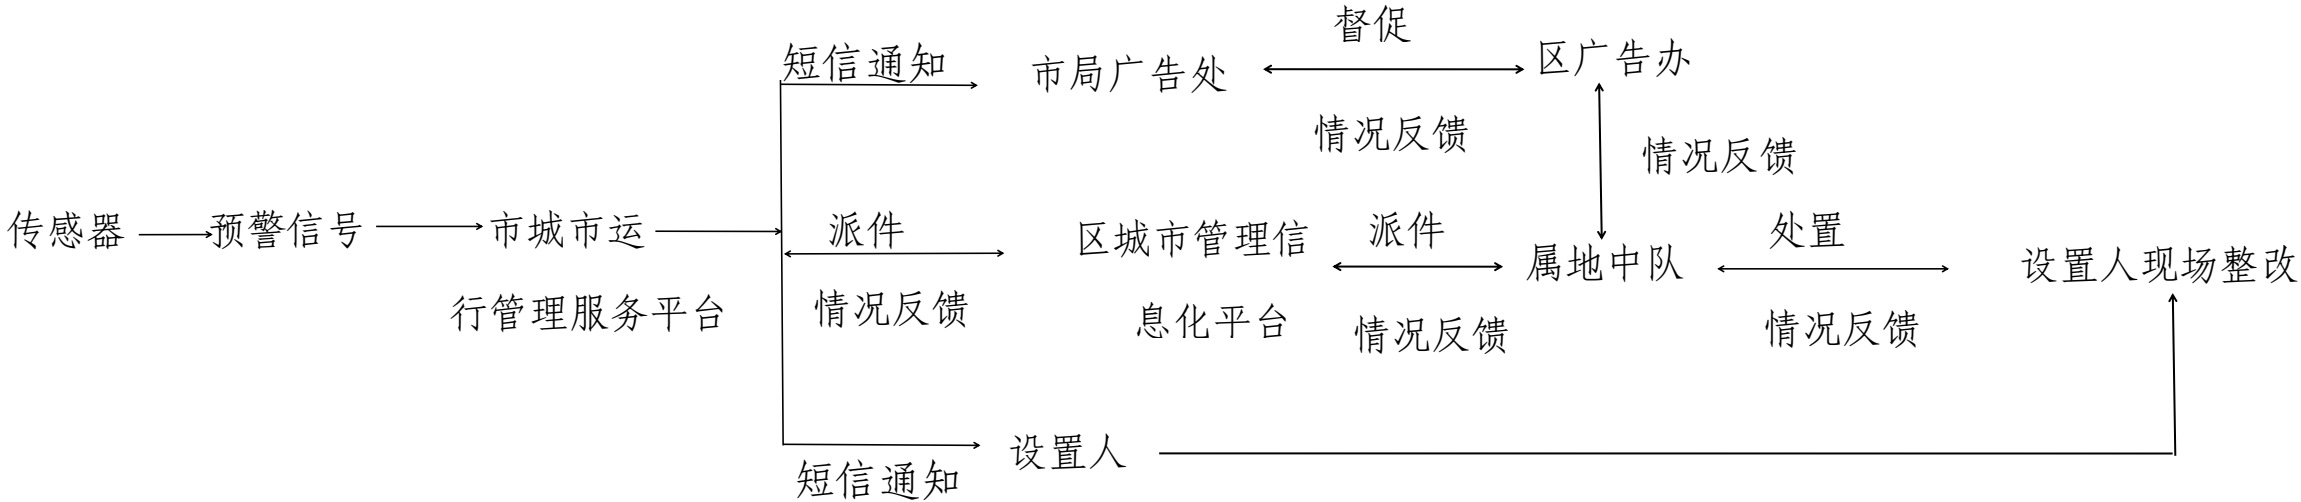 督促
短信通知
市局广告处
区广告办
情况反馈
情况反馈
传感器
预警信号
市城市运
行管理服务平台
派件
情况反馈
区城市管理信
息化平台
派件
情况反馈
属地中队
处置
情况反馈
设置人现场整改
设置人
短信通知